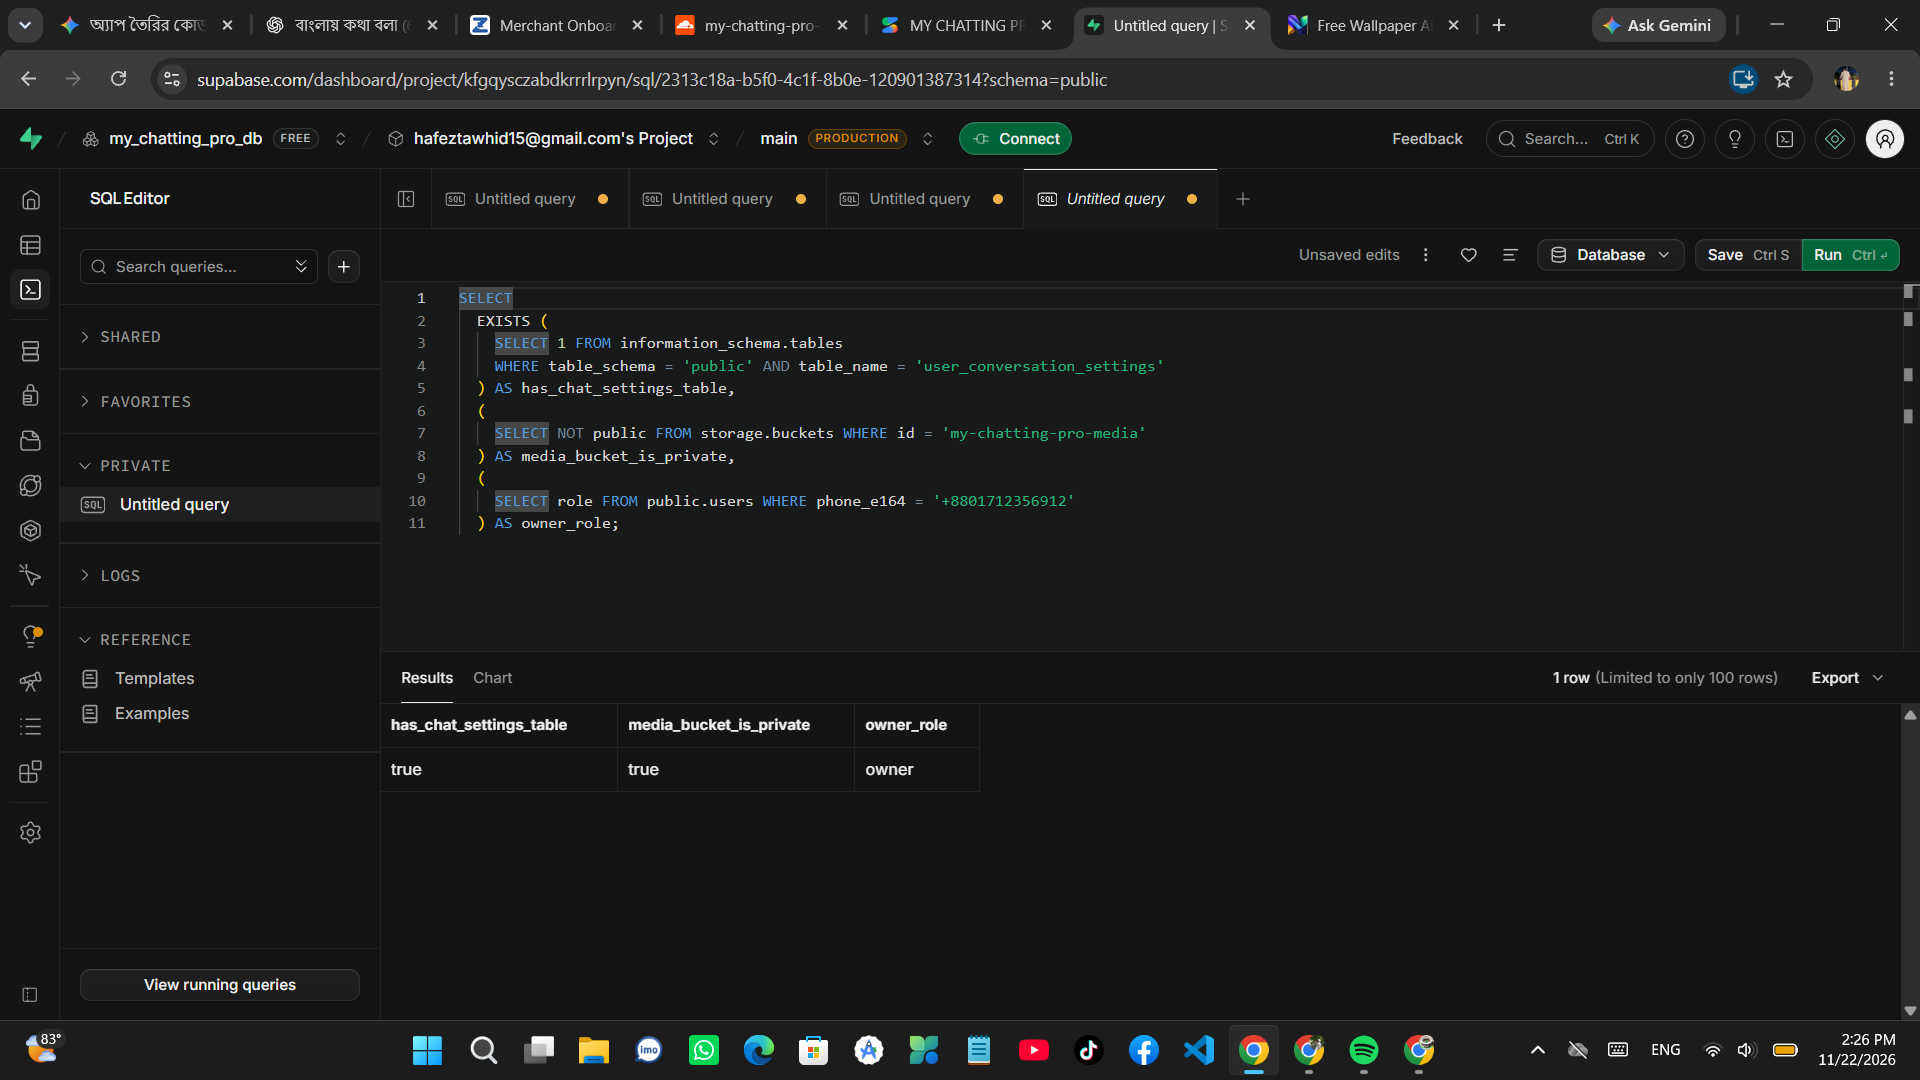 অ্যাপ তৈরির কো
বাংলায় কথা বলা (
Merchant Onboa
my-chatting-pro-
MY CHATTING PR
Untitled query | S
Free Wallpaper A
Ask Gemini
supabase.com/dashboard/project/kfgqysczabdkrrrlrpyn/sql/2313c18a-b5f0-4c1f-8b0e-120901387314?schema=public
my_chatting_pro_db FREE / hafeztawhid15@gmail.com's Project / main PRODUCTION Connect
Feedback Search... Ctrl K
SQL Editor
SQL Untitled query SQL Untitled query SQL Untitled query SQL Untitled query
Search queries...
Unsaved edits Database Save Ctrl S Run Ctrl ↵
SHARED
FAVORITES
PRIVATE
SQL Untitled query
LOGS
REFERENCE
Templates
Examples
View running queries
1 SELECT
2 EXISTS (
3 SELECT 1 FROM information_schema.tables
4 WHERE table_schema = 'public' AND table_name = 'user_conversation_settings'
5 ) AS has_chat_settings_table,
6 (
7 SELECT NOT public FROM storage.buckets WHERE id = 'my-chatting-pro-media'
8 ) AS media_bucket_is_private,
9 (
10 SELECT role FROM public.users WHERE phone_e164 = '+8801712356912'
11 ) AS owner_role;
Results Chart
1 row (Limited to only 100 rows) Export
has_chat_settings_table media_bucket_is_private owner_role
true true owner
83°
imo
ENG
2:26 PM
11/22/2026